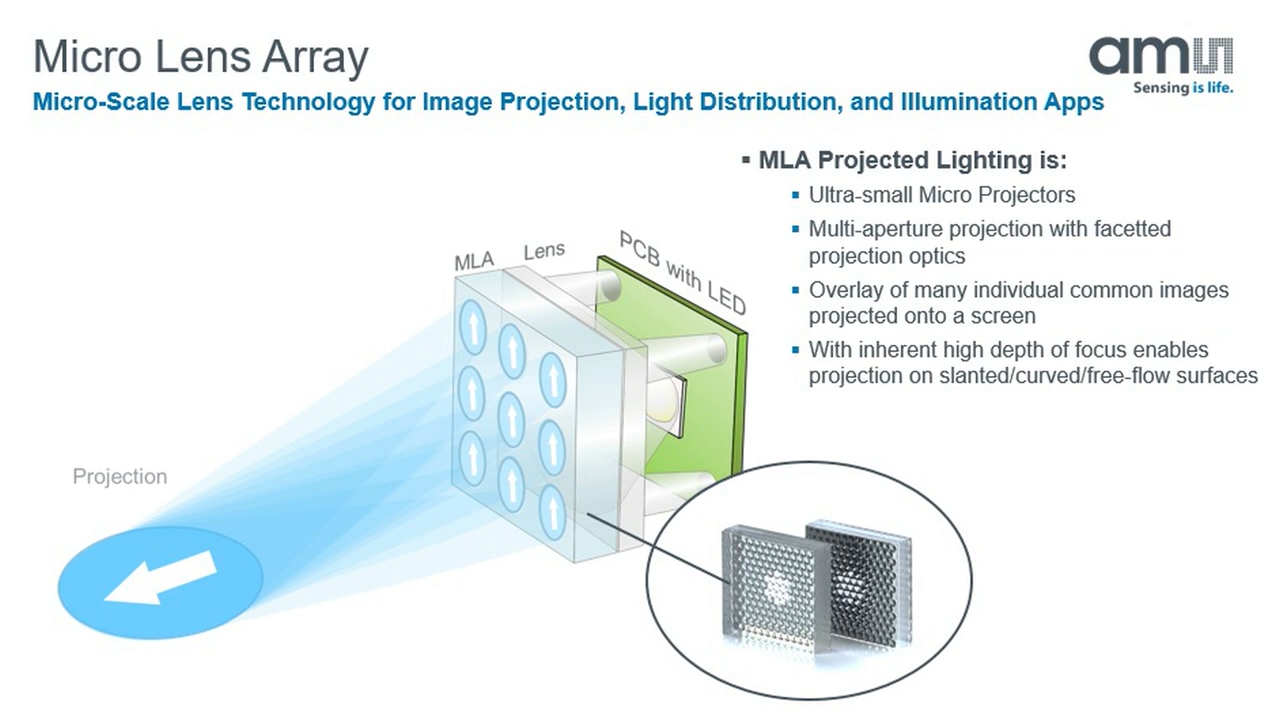 Micro Lens Array
Micro-Scale Lens Technology for Image Projection, Light Distribution, and Illumination Apps
am
Sensing is life.
▪ MLA Projected Lighting is:
▪ Ultra-small Micro Projectors
▪ Multi-aperture projection with facetted
projection optics
▪ Overlay of many individual common images
projected onto a screen
▪ With inherent high depth of focus enables
projection on slanted/curved/free-flow surfaces
MLA
Lens
PCB with LED
Projection